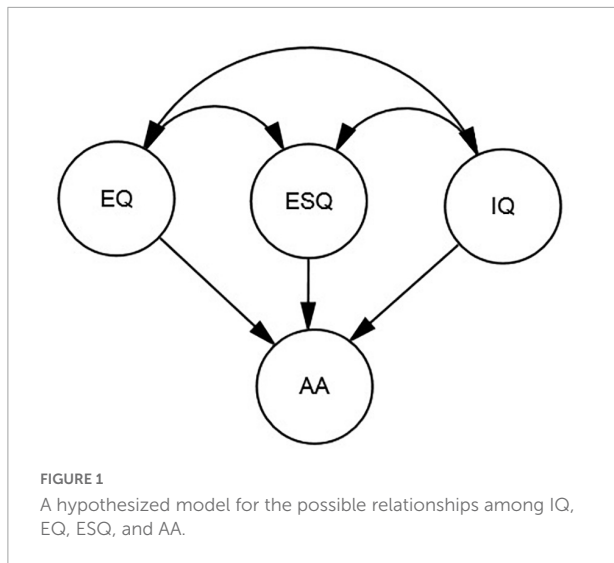 EQ
ESQ
IQ
AA
FIGURE 1
A hypothesized model for the possible relationships among IQ,
EQ, ESQ, and AA.